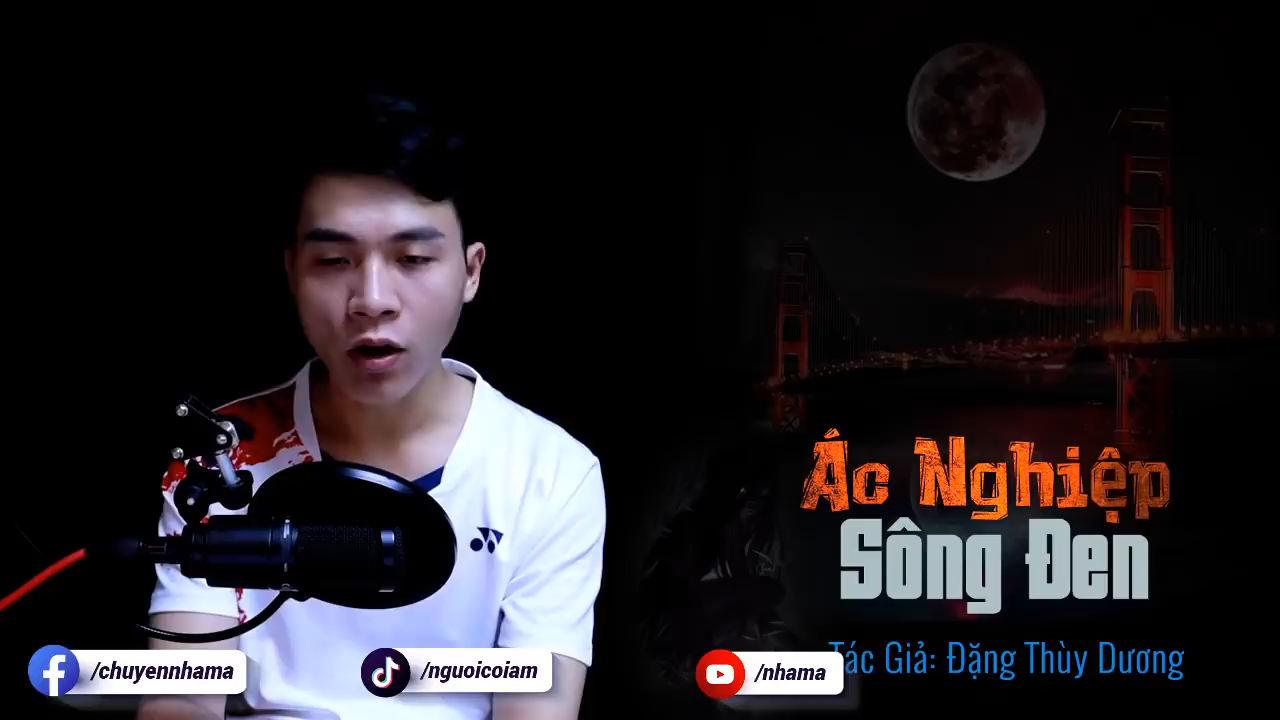 Ác Nghiệp
Sông Đen
Tác Giả: Đặng Thùy Dương
/chuyennhama
/nguoicoiam
/nhama